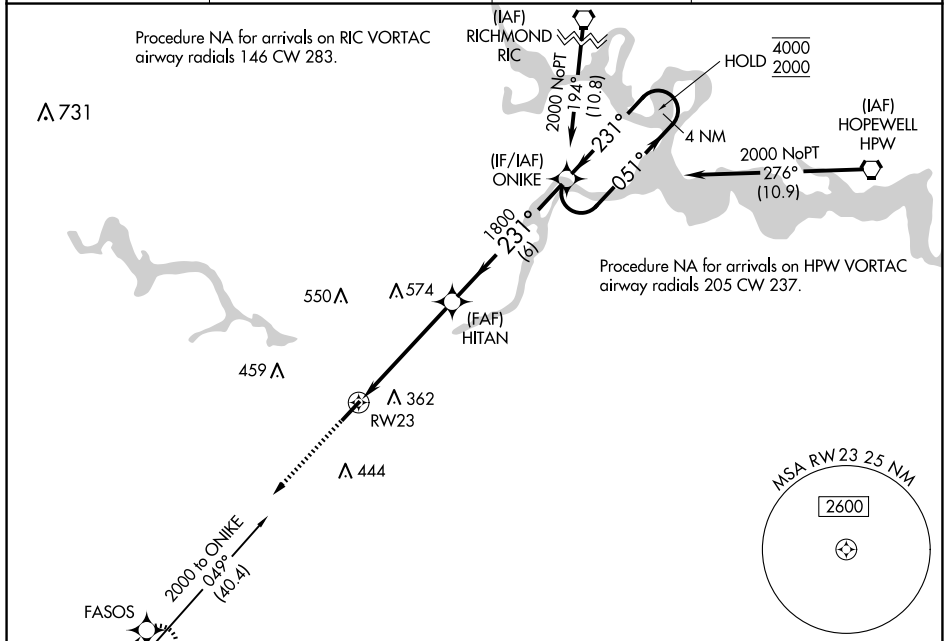 Procedure NA for arrivals on RIC VORTAC
airway radials 146 CW 283.
(IAF)
RICHMOND
RIC
2000 NoPT
194°
(10.8)
HOLD
4000
2000
731
231°
051°
4 NM
(IAF)
HOPEWELL
HPW
2000 NoPT
276°
(10.9)
(IF/IAF)
ONIKE
1800
231°
(6)
Procedure NA for arrivals on HPW VORTAC
airway radials 205 CW 237.
550
574
(FAF)
HITAN
459
362
RW23
444
MSA RW 23 25 NM
2600
2000 to ONIKE
049°
(40.4)
FASOS